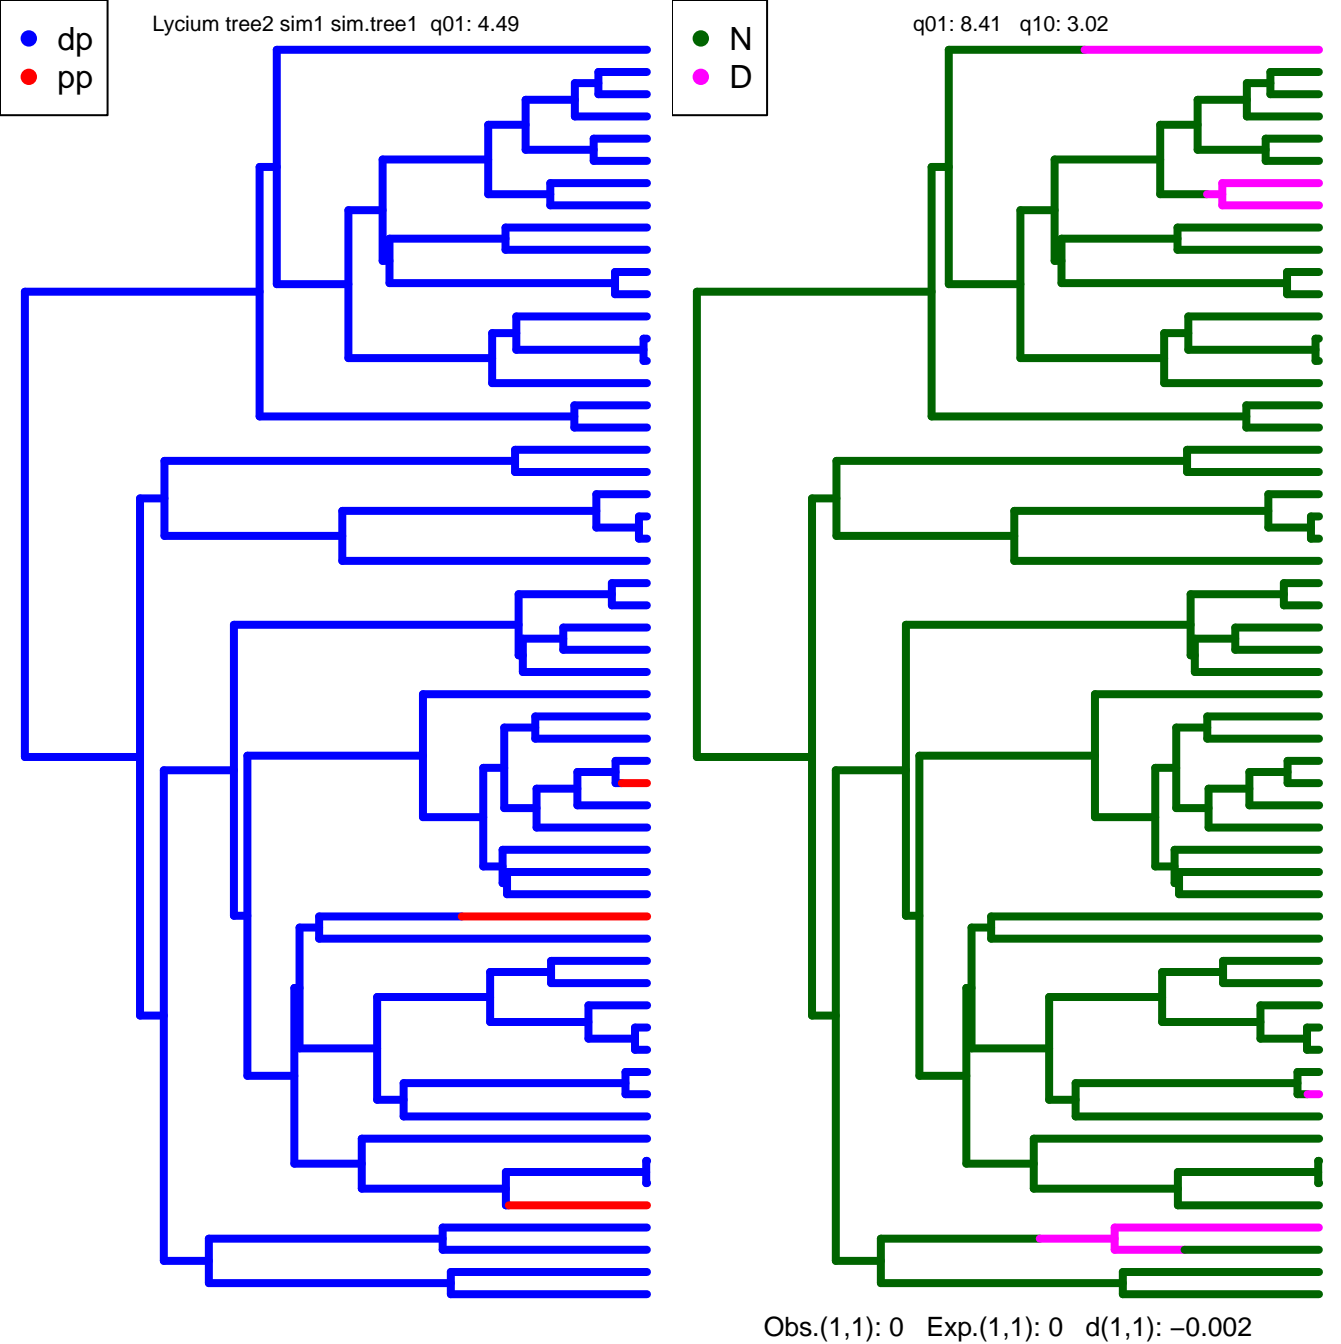 dp
pp
Lycium tree2 sim1 sim.tree1 q01: 4.49
N
D
q01: 8.41 q10: 3.02
Obs.(1,1): 0 Exp.(1,1): 0 d(1,1): −0.002